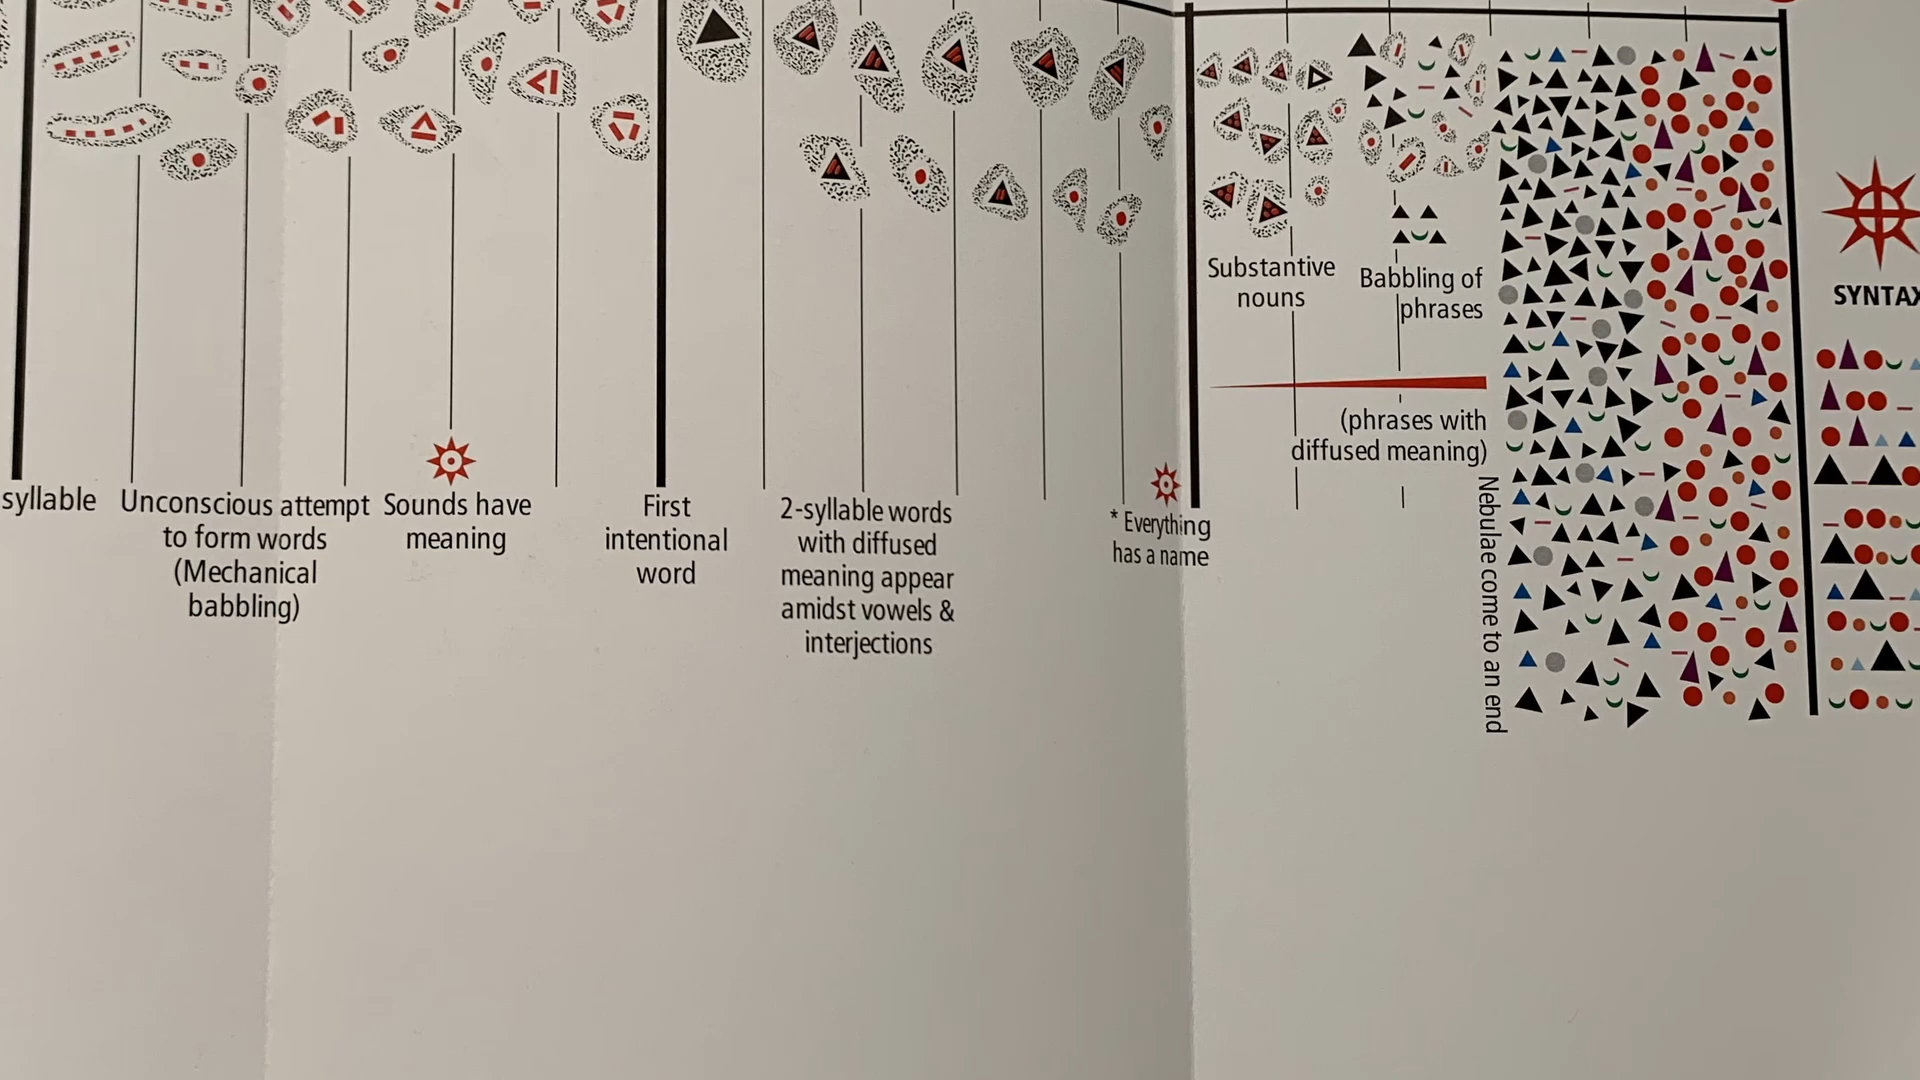 syllable
Unconscious attempt
to form words
(Mechanical
babbling)
Sounds have
meaning
First
intentional
word
2-syllable words
with diffused
meaning appear
amidst vowels &
interjections
* Everything
has a name
Substantive
nouns
Babbling of
phrases
(phrases with
diffused meaning)
Nebulae come to an end
SYNTAX